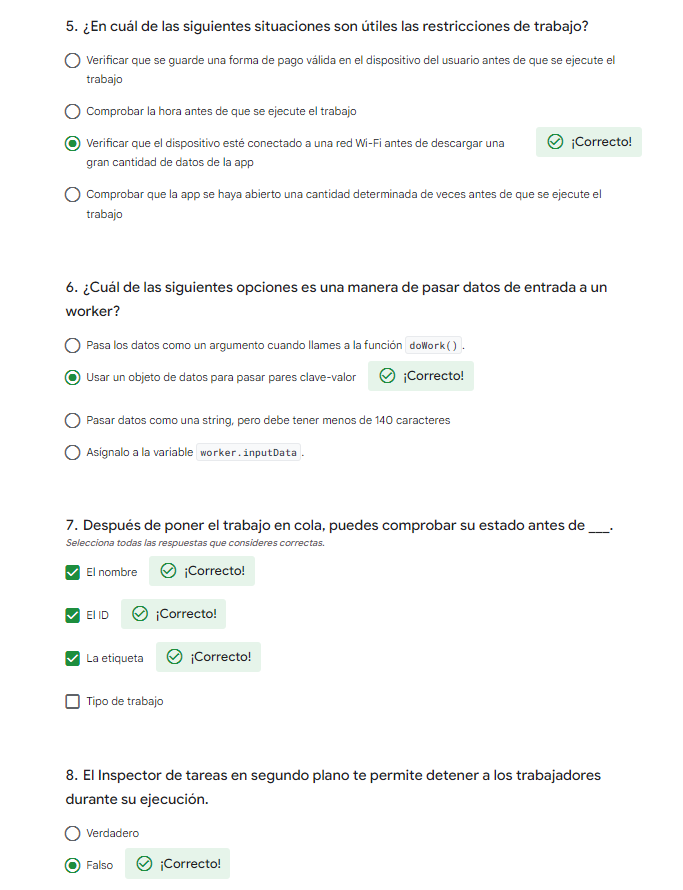 5. ¿En cuál de las siguientes situaciones son útiles las restricciones de trabajo?
Verificar que se guarde una forma de pago válida en el dispositivo del usuario antes de que se ejecute el
trabajo
Comprobar la hora antes de que se ejecute el trabajo
Verificar que el dispositivo esté conectado a una red Wi-Fi antes de descargar una
gran cantidad de datos de la app
¡Correcto!
Comprobar que la app se haya abierto una cantidad determinada de veces antes de que se ejecute el
trabajo
6. ¿Cuál de las siguientes opciones es una manera de pasar datos de entrada a un
worker?
Pasa los datos como un argumento cuando llames a la función doWork() .
Usar un objeto de datos para pasar pares clave-valor ¡Correcto!
Pasar datos como una string, pero debe tener menos de 140 caracteres
Asígnalo a la variable worker.inputData .
7. Después de poner el trabajo en cola, puedes comprobar su estado antes de ___.
Selecciona todas las respuestas que consideres correctas.
El nombre ¡Correcto!
El ID ¡Correcto!
La etiqueta ¡Correcto!
Tipo de trabajo
8. El Inspector de tareas en segundo plano te permite detener a los trabajadores
durante su ejecución.
Verdadero
Falso ¡Correcto!